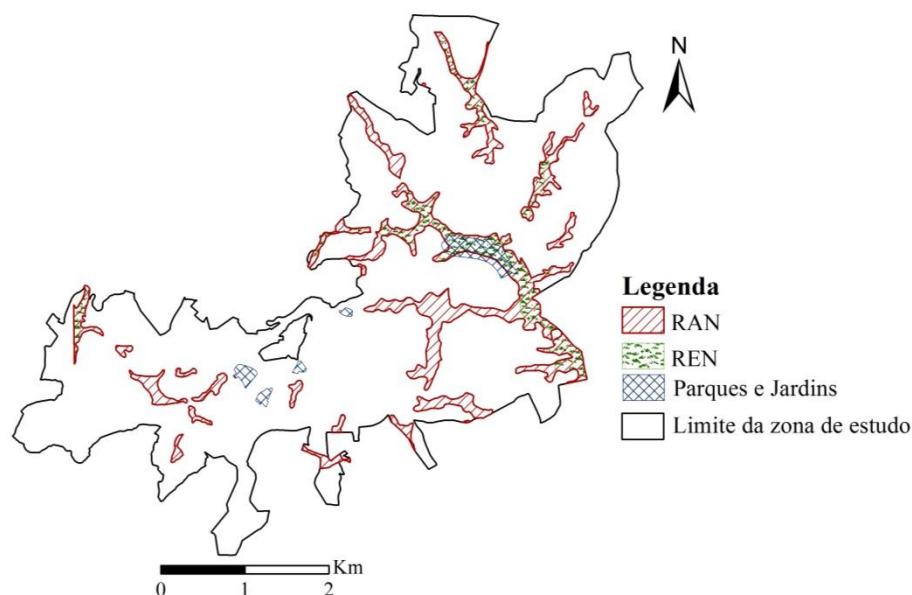 N
Legenda
RAN
REN
Parques e Jardins
Limite da zona de estudo
Km
0 1 2